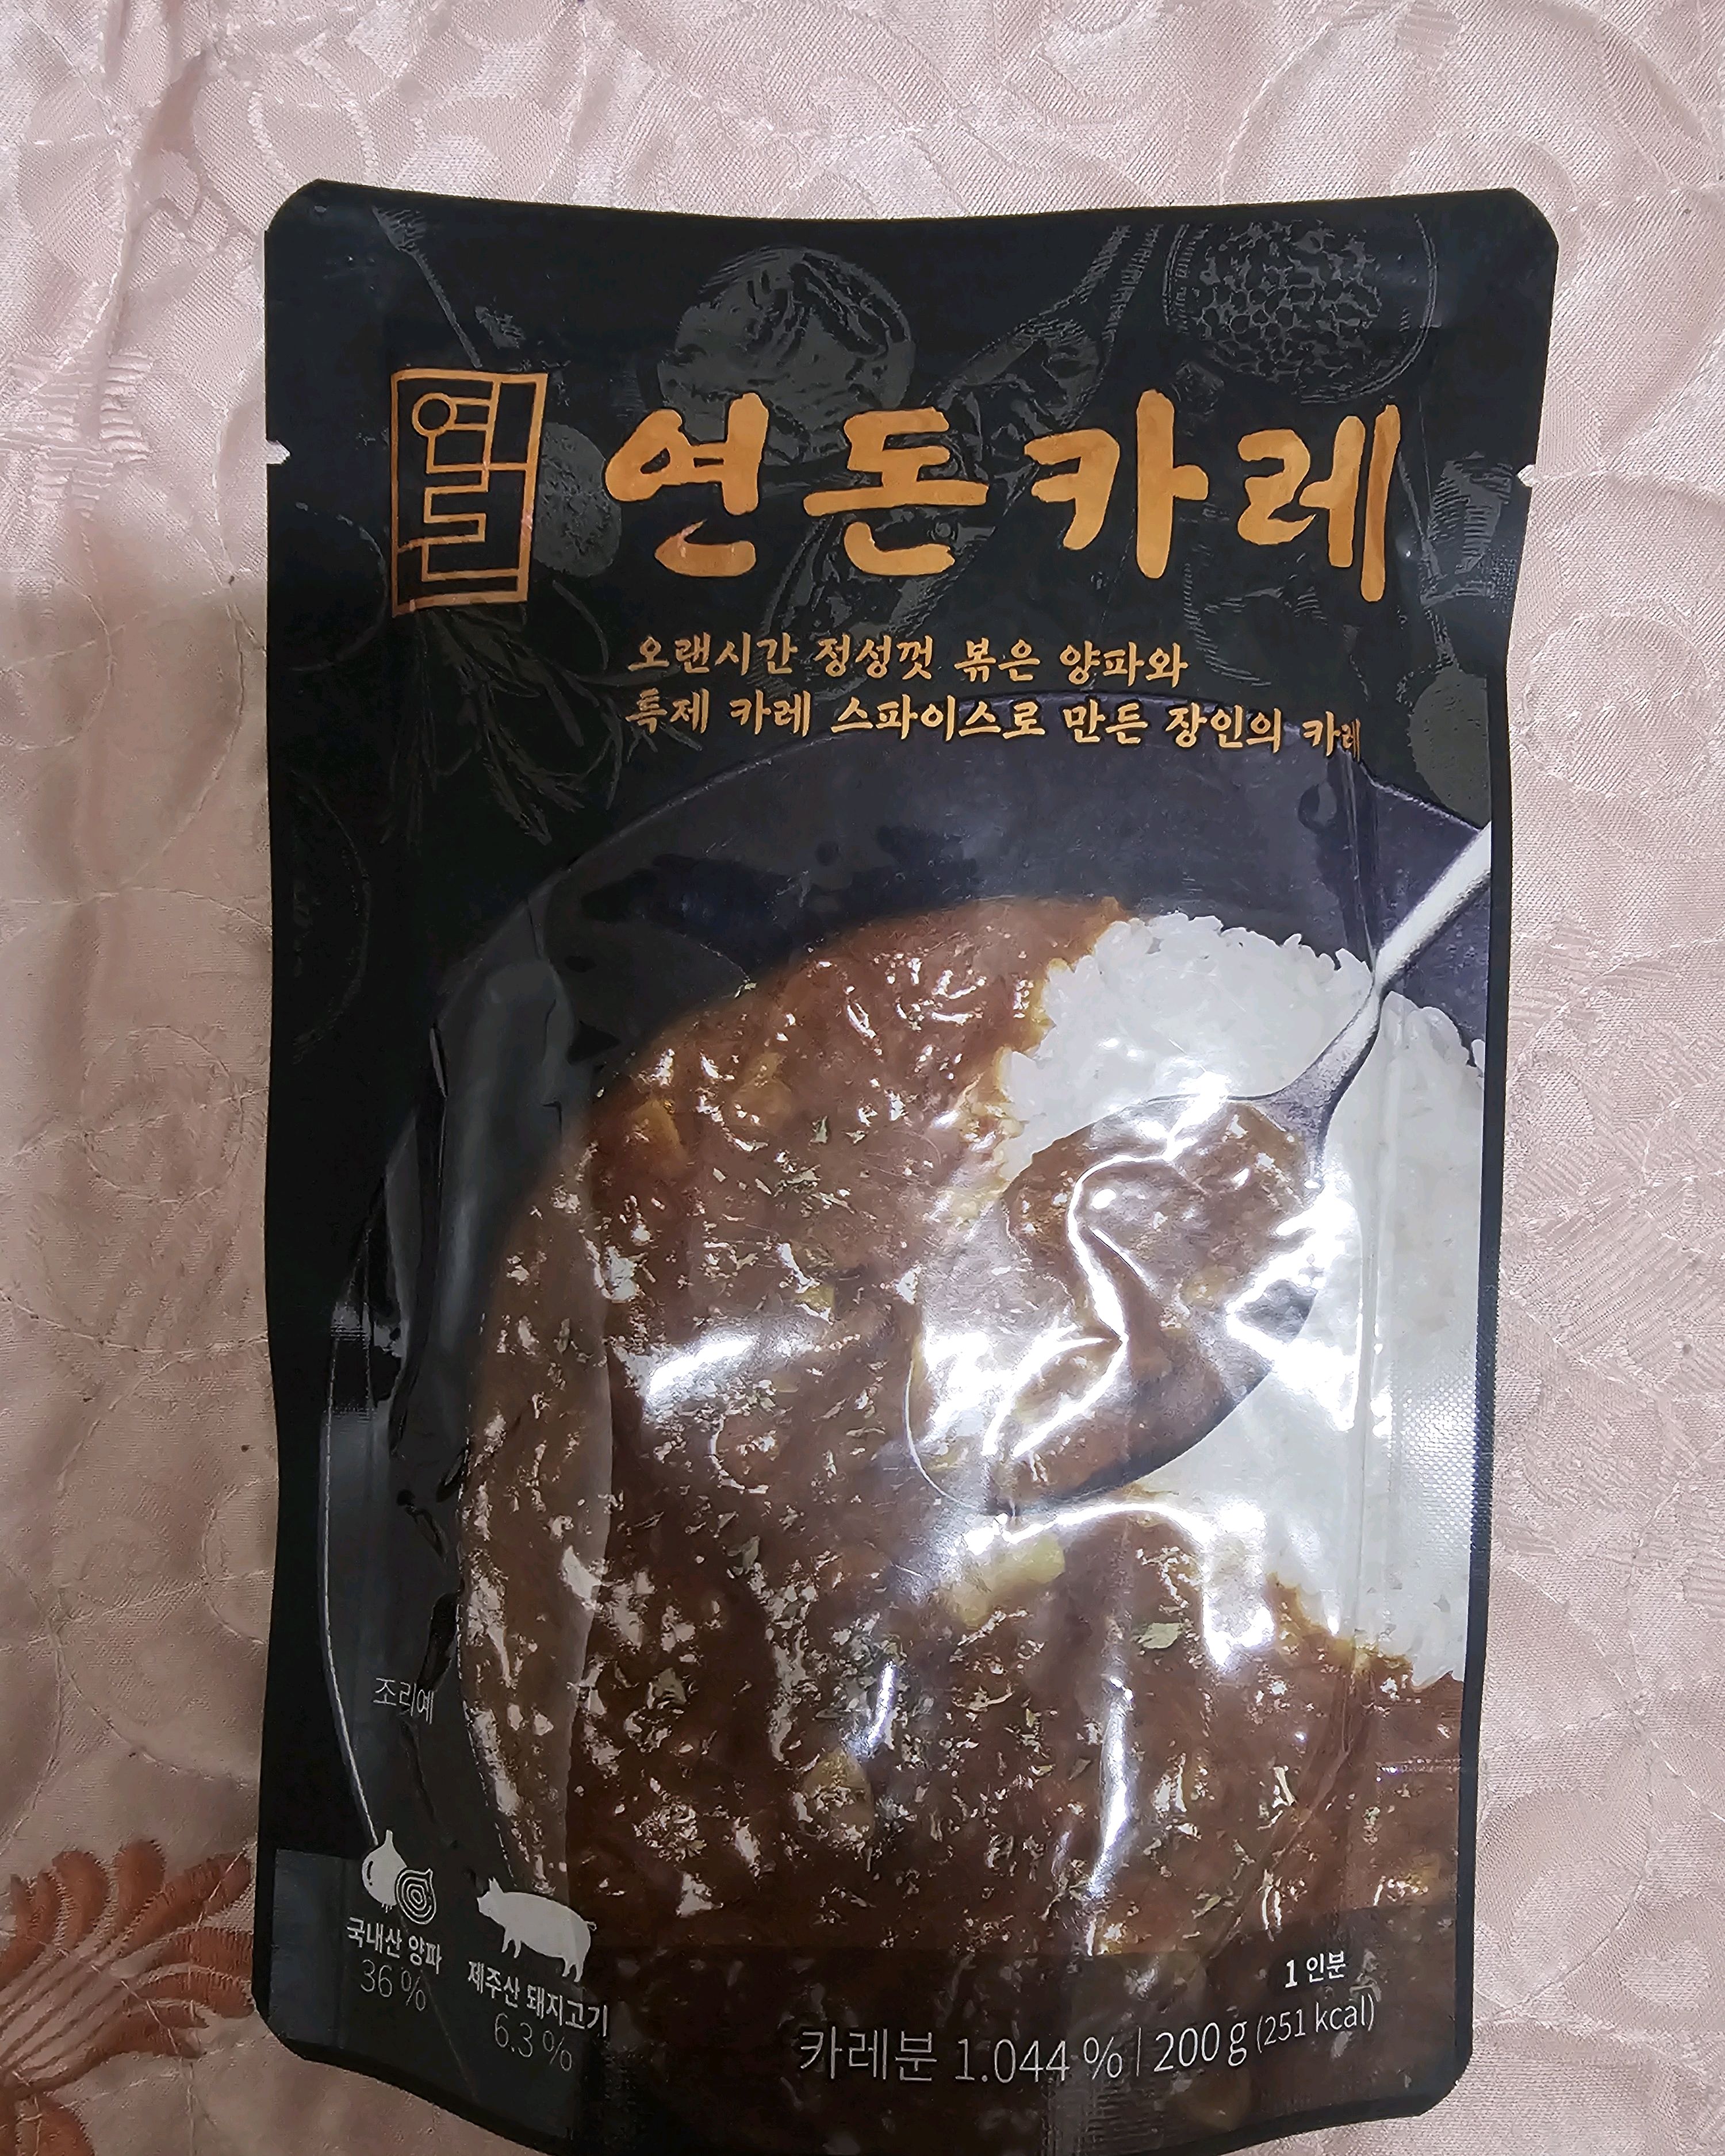 연돈
연돈카레
오랜시간 정성껏 볶은 양파와
특제 카레 스파이스로 만든 장인의 카레
조리예
국내산 양파
36 %
제주산 돼지고기
6.3 %
1 인분
카레분 1.044 % | 200 g (251 kcal)